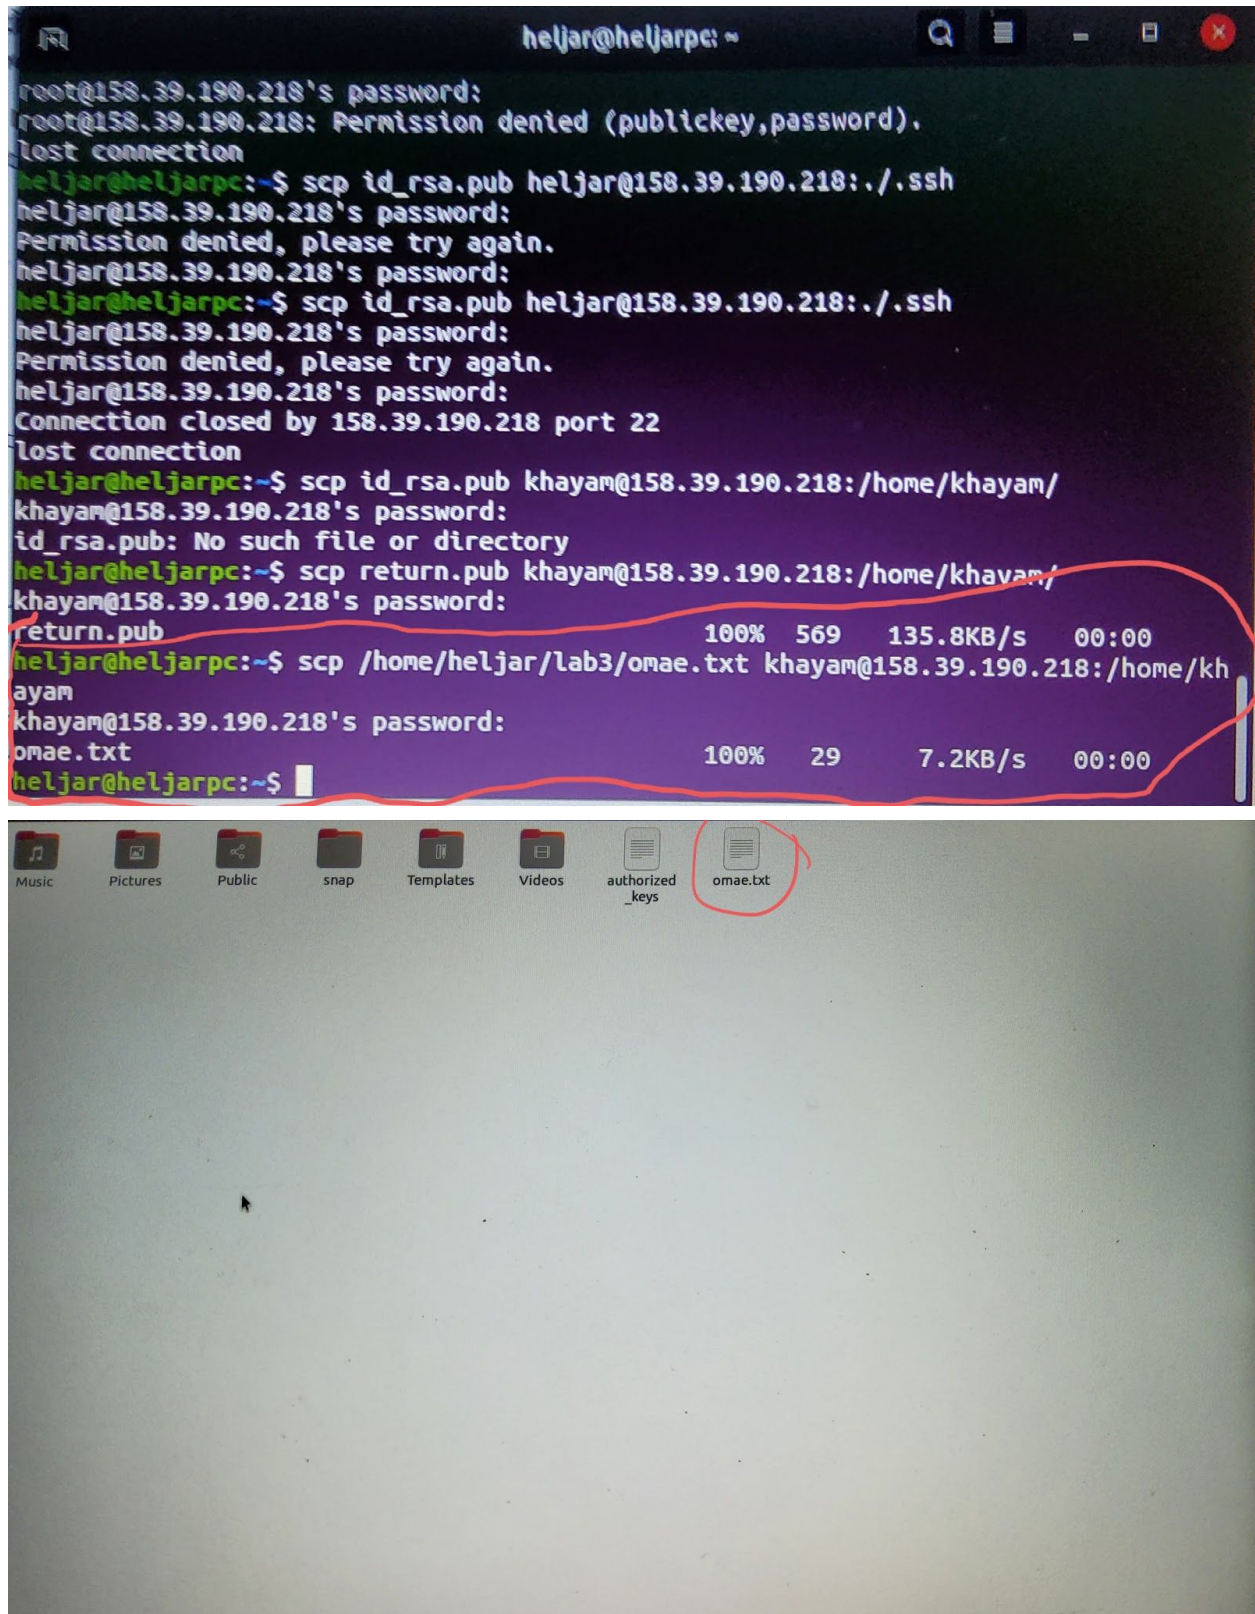 heljar@heljarpc: ~
root@158.39.190.218's password:
root@158.39.190.218: Permission denied (publickey,password).
lost connection
heljar@heljarpc:~$ scp id_rsa.pub heljar@158.39.190.218:./.ssh
heljar@158.39.190.218's password:
Permission denied, please try again.
heljar@158.39.190.218's password:
heljar@heljarpc:~$ scp id_rsa.pub heljar@158.39.190.218:./.ssh
heljar@158.39.190.218's password:
Permission denied, please try again.
heljar@158.39.190.218's password:
Connection closed by 158.39.190.218 port 22
lost connection
heljar@heljarpc:~$ scp id_rsa.pub khayam@158.39.190.218:/home/khayam/
khayam@158.39.190.218's password:
id_rsa.pub: No such file or directory
heljar@heljarpc:~$ scp return.pub khayam@158.39.190.218:/home/khayam/
khayam@158.39.190.218's password:
return.pub 100% 569 135.8KB/s 00:00
heljar@heljarpc:~$ scp /home/heljar/lab3/omae.txt khayam@158.39.190.218:/home/kh
ayam
khayam@158.39.190.218's password:
omae.txt 100% 29 7.2KB/s 00:00
heljar@heljarpc:~$
Music Pictures Public snap Templates Videos authorized omae.txt
_keys